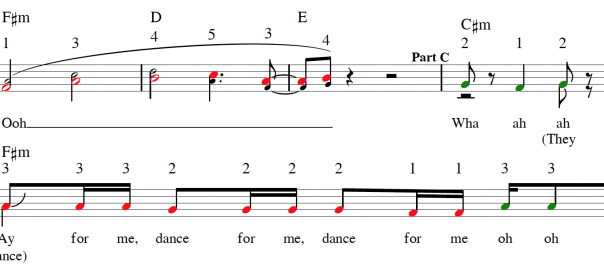 F♯m D E C♯m
1 3 4 5 3 4 2 1 2
Part C
Ooh Wha ah ah
(They
F♯m
3 3 3 2 2 2 2 1 1 3 3
Ay for me, dance for me, dance for me oh oh
ance)